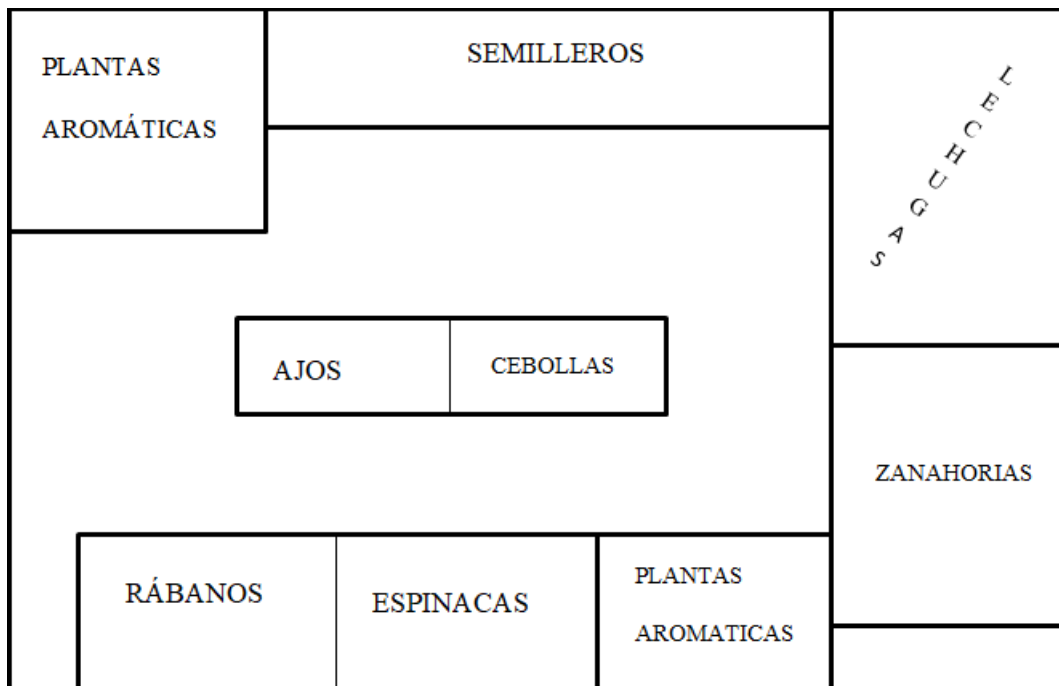 PLANTAS
AROMÁTICAS
SEMILLEROS
LECHUGAS
AJOS
CEBOLLAS
ZANAHORIAS
RÁBANOS
ESPINACAS
PLANTAS
AROMATICAS